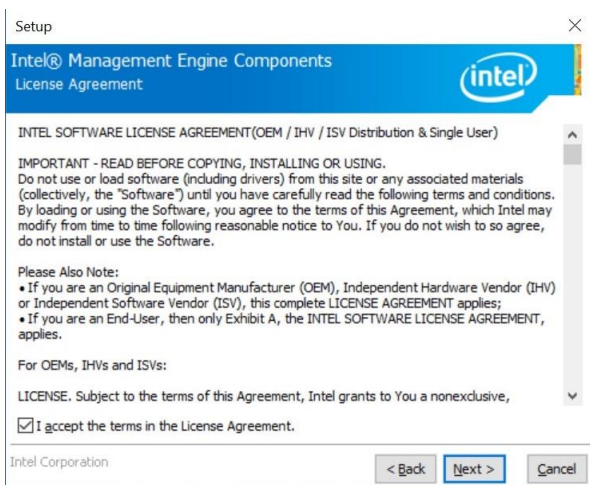 Setup
Intel® Management Engine Components
License Agreement
intel
INTEL SOFTWARE LICENSE AGREEMENT(OEM / IHV / ISV Distribution & Single User)
IMPORTANT - READ BEFORE COPYING, INSTALLING OR USING.
Do not use or load software (including drivers) from this site or any associated materials
(collectively, the "Software") until you have carefully read the following terms and conditions.
By loading or using the Software, you agree to the terms of this Agreement, which Intel may
modify from time to time following reasonable notice to You. If you do not wish to so agree,
do not install or use the Software.
Please Also Note:
• If you are an Original Equipment Manufacturer (OEM), Independent Hardware Vendor (IHV)
or Independent Software Vendor (ISV), this complete LICENSE AGREEMENT applies;
• If you are an End-User, then only Exhibit A, the INTEL SOFTWARE LICENSE AGREEMENT,
applies.
For OEMs, IHVs and ISVs:
LICENSE. Subject to the terms of this Agreement, Intel grants to You a nonexclusive,
I accept the terms in the License Agreement.
Intel Corporation
< Back Next > Cancel